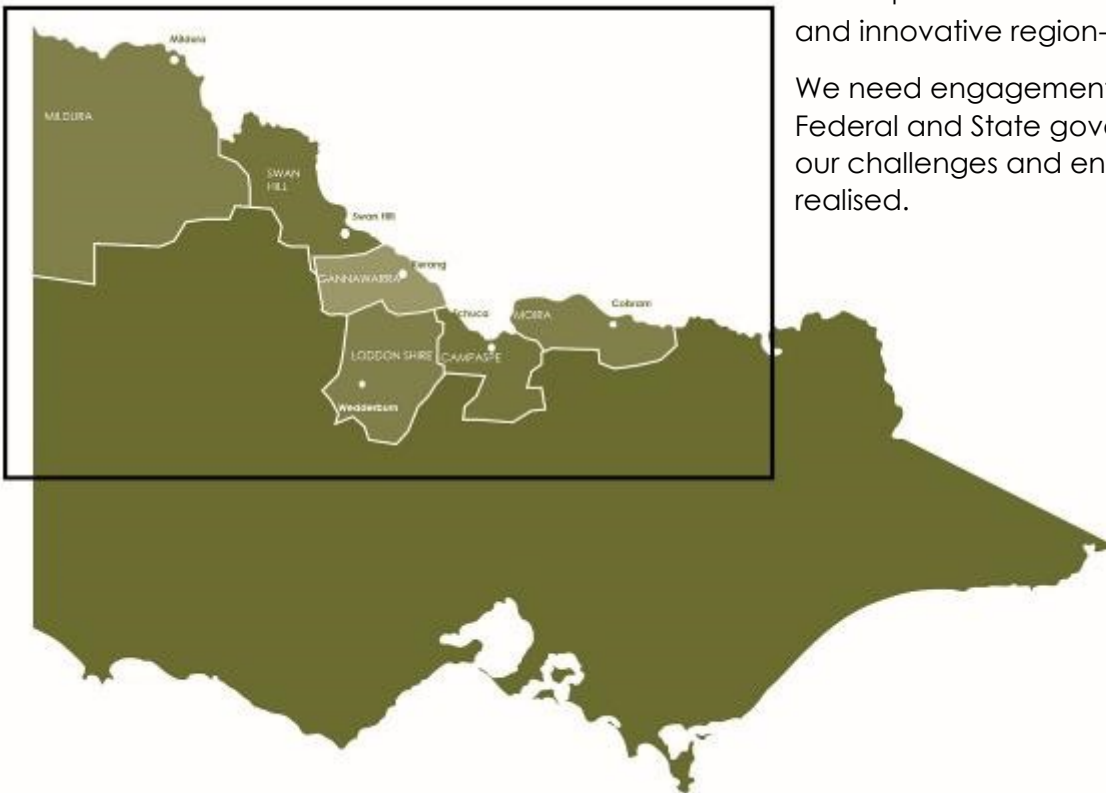 and innovative region-
We need engagement
Federal and State gove
our challenges and en
realised.
Mildura
MILDURA
SWAN
HILL
Swan Hill
Kerang
GANNAWARRA
Echuca
MOIRA
Cobram
LODDON SHIRE
CAMPASPE
Wedderburn